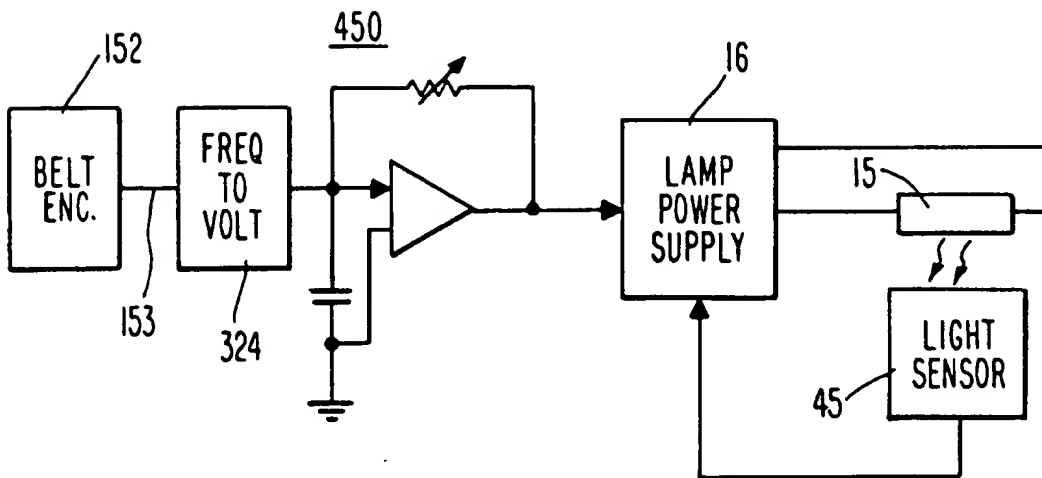 450
152
BELT
ENC.
153
FREQ
TO
VOLT
324
16
LAMP
POWER
SUPPLY
15
LIGHT
SENSOR
45